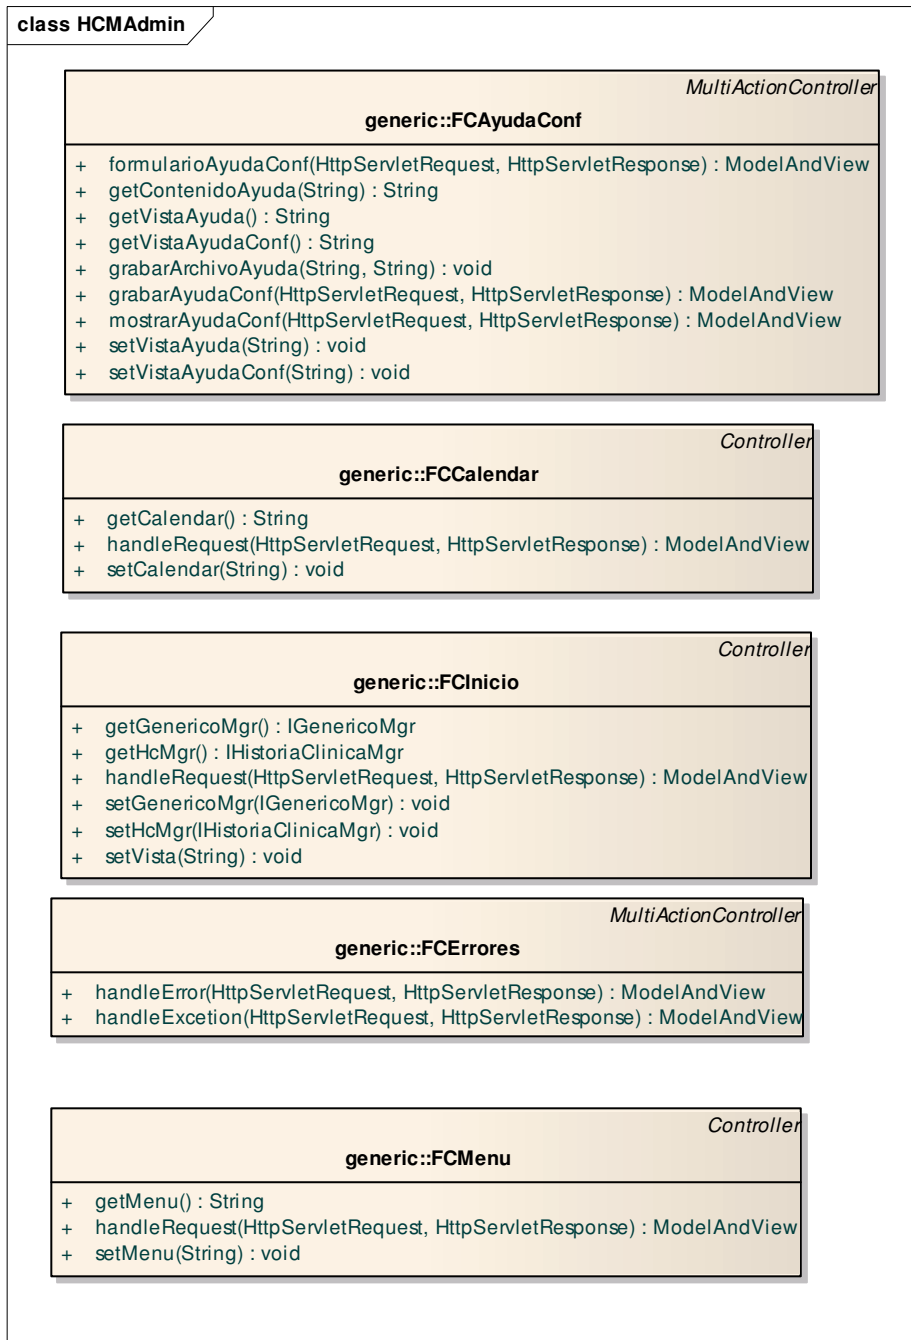 class HCMAdmin
MultiActionController
generic::FCAyudaConf
+ formularioAyudaConf(HttpServletRequest, HttpServletResponse) : ModelAndView
+ getContenidoAyuda(String) : String
+ getVistaAyuda() : String
+ getVistaAyudaConf() : String
+ grabarArchivoAyuda(String, String) : void
+ grabarAyudaConf(HttpServletRequest, HttpServletResponse) : ModelAndView
+ mostrarAyudaConf(HttpServletRequest, HttpServletResponse) : ModelAndView
+ setVistaAyuda(String) : void
+ setVistaAyudaConf(String) : void
Controller
generic::FCCalendar
+ getCalendar() : String
+ handleRequest(HttpServletRequest, HttpServletResponse) : ModelAndView
+ setCalendar(String) : void
Controller
generic::FCInicio
+ getGenericoMgr() : IGenericoMgr
+ getHcMgr() : IHistoriaClinicaMgr
+ handleRequest(HttpServletRequest, HttpServletResponse) : ModelAndView
+ setGenericoMgr(IGenericoMgr) : void
+ setHcMgr(IHistoriaClinicaMgr) : void
+ setVista(String) : void
MultiActionController
generic::FCErrores
+ handleError(HttpServletRequest, HttpServletResponse) : ModelAndView
+ handleExcetion(HttpServletRequest, HttpServletResponse) : ModelAndView
Controller
generic::FCMenu
+ getMenu() : String
+ handleRequest(HttpServletRequest, HttpServletResponse) : ModelAndView
+ setMenu(String) : void